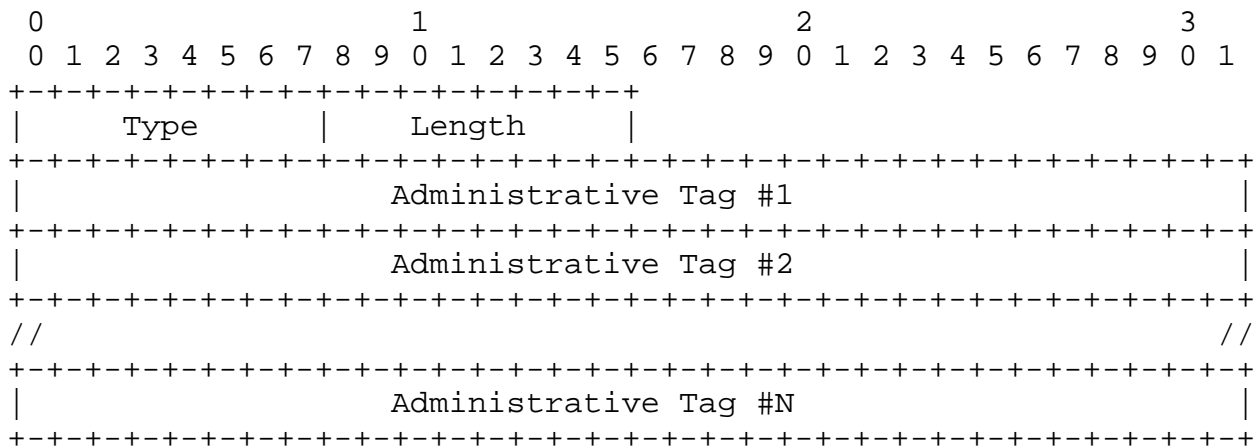 0                   1                   2                   3
 0 1 2 3 4 5 6 7 8 9 0 1 2 3 4 5 6 7 8 9 0 1 2 3 4 5 6 7 8 9 0 1
+-+-+-+-+-+-+-+-+-+-+-+-+-+-+-+-+
|     Type      |    Length     |
+-+-+-+-+-+-+-+-+-+-+-+-+-+-+-+-+-+-+-+-+-+-+-+-+-+-+-+-+-+-+-+-+
|                   Administrative Tag #1                       |
+-+-+-+-+-+-+-+-+-+-+-+-+-+-+-+-+-+-+-+-+-+-+-+-+-+-+-+-+-+-+-+-+
|                   Administrative Tag #2                       |
+-+-+-+-+-+-+-+-+-+-+-+-+-+-+-+-+-+-+-+-+-+-+-+-+-+-+-+-+-+-+-+-+
//                                                             //
+-+-+-+-+-+-+-+-+-+-+-+-+-+-+-+-+-+-+-+-+-+-+-+-+-+-+-+-+-+-+-+-+
|                   Administrative Tag #N                       |
+-+-+-+-+-+-+-+-+-+-+-+-+-+-+-+-+-+-+-+-+-+-+-+-+-+-+-+-+-+-+-+-+